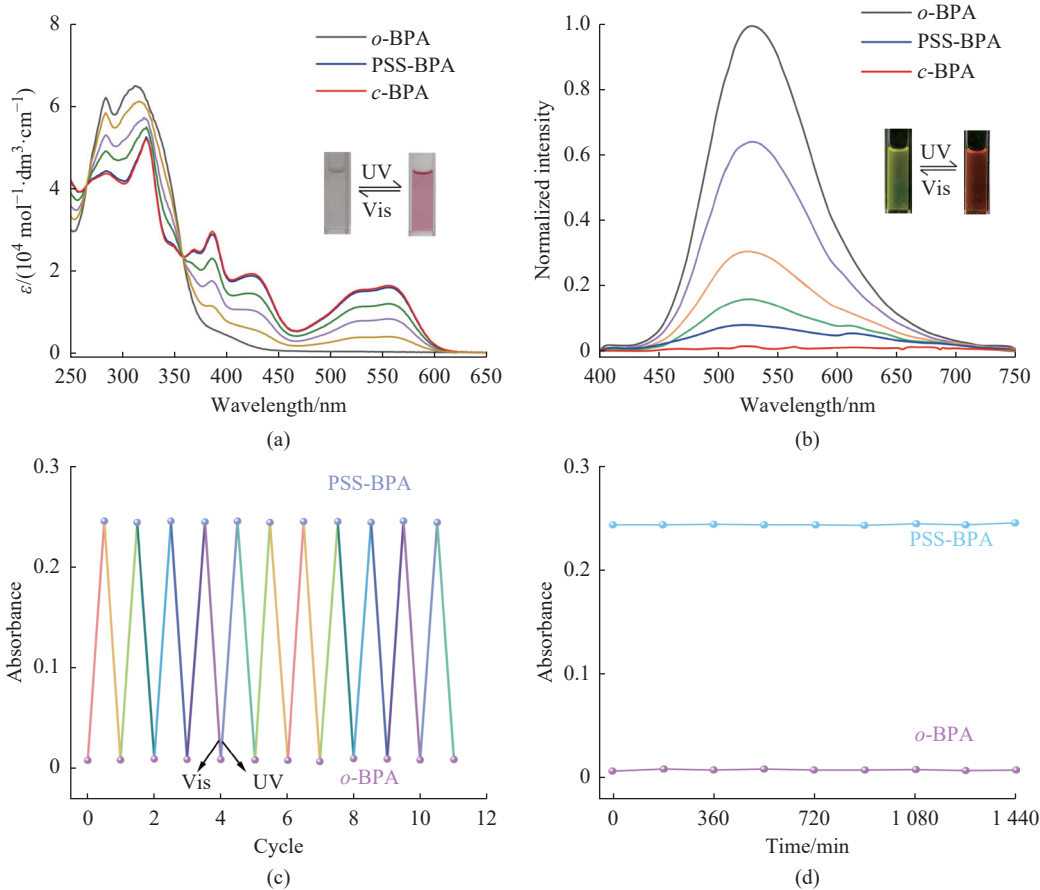 8
6
4
2
0
ε/(10⁴ mol⁻¹·dm³·cm⁻¹)
o-BPA
PSS-BPA
c-BPA
UV
Vis
250 300 350 400 450 500 550 600 650
Wavelength/nm
(a)
1.0
0.8
0.6
0.4
0.2
0
Normalized intensity
o-BPA
PSS-BPA
c-BPA
UV
Vis
400 450 500 550 600 650 700 750
Wavelength/nm
(b)
0.3
0.2
0.1
0
Absorbance
PSS-BPA
Vis UV o-BPA
0 2 4 6 8 10 12
Cycle
(c)
0.3
0.2
0.1
0
Absorbance
PSS-BPA
o-BPA
0 360 720 1 080 1 440
Time/min
(d)